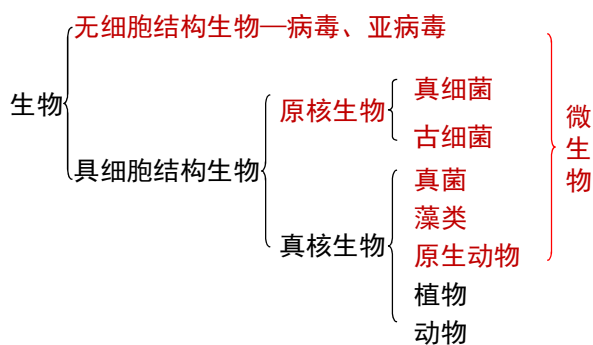 无细胞结构生物—病毒、亚病毒
生物
具细胞结构生物
原核生物
真细菌
古细菌
真核生物
真菌
藻类
原生动物
植物
动物
微生物